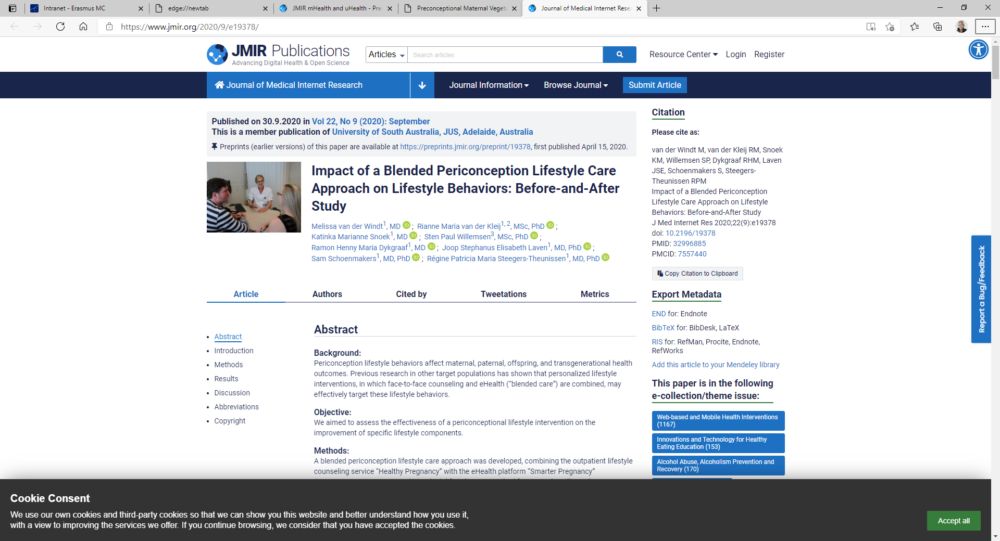 Intranet - Erasmus MC
edge://newtab
JMIR mHealth and uHealth - Pre
Preconceptional Maternal Vegeta
Journal of Medical Internet Rese
https://www.jmir.org/2020/9/e19378/
JMIR Publications
Advancing Digital Health & Open Science
Articles
Search articles
Resource Center
Login
Register
Journal of Medical Internet Research
Journal Information
Browse Journal
Submit Article
Published on 30.9.2020 in Vol 22, No 9 (2020): September
This is a member publication of University of South Australia, JUS, Adelaide, Australia
Preprints (earlier versions) of this paper are available at https://preprints.jmir.org/preprint/19378, first published April 15, 2020.
Impact of a Blended Periconception Lifestyle Care
Approach on Lifestyle Behaviors: Before-and-After
Study
Melissa van der Windt1, MD iD ; Rianne Maria van der Kleij1, 2, MSc, PhD iD ;
Katinka Marianne Snoek1, MD iD ; Sten Paul Willemsen3, MSc, PhD iD ;
Ramon Henny Maria Dykgraaf1, MD iD ; Joop Stephanus Elisabeth Laven1, MD, PhD iD ;
Sam Schoenmakers1, MD, PhD iD ; Régine Patricia Maria Steegers-Theunissen1, MD, PhD iD
Article
Authors
Cited by
Tweetations
Metrics
Abstract
Introduction
Methods
Results
Discussion
Abbreviations
Copyright
Abstract
Background:
Periconception lifestyle behaviors affect maternal, paternal, offspring, and transgenerational health
outcomes. Previous research in other target populations has shown that personalized lifestyle
interventions, in which face-to-face counseling and eHealth (“blended care”) are combined, may
effectively target these lifestyle behaviors.
Objective:
We aimed to assess the effectiveness of a periconceptional lifestyle intervention on the
improvement of specific lifestyle components.
Methods:
A blended periconception lifestyle care approach was developed, combining the outpatient lifestyle
counseling service “Healthy Pregnancy” with the eHealth platform “Smarter Pregnancy”
Citation
Please cite as:
van der Windt M, van der Kleij RM, Snoek
KM, Willemsen SP, Dykgraaf RHM, Laven
JSE, Schoenmakers S, Steegers-
Theunissen RPM
Impact of a Blended Periconception
Lifestyle Care Approach on Lifestyle
Behaviors: Before-and-After Study
J Med Internet Res 2020;22(9):e19378
doi: 10.2196/19378
PMID: 32996885
PMCID: 7557440
Copy Citation to Clipboard
Export Metadata
END for: Endnote
BibTeX for: BibDesk, LaTeX
RIS for: RefMan, Procite, Endnote,
RefWorks
Add this article to your Mendeley library
This paper is in the following
e-collection/theme issue:
Web-based and Mobile Health Interventions
(1167)
Innovations and Technology for Healthy
Eating Education (153)
Alcohol Abuse, Alcoholism Prevention and
Recovery (170)
Report a Bug/Feedback
Cookie Consent
We use our own cookies and third-party cookies so that we can show you this website and better understand how you use it,
with a view to improving the services we offer. If you continue browsing, we consider that you have accepted the cookies.
Accept all